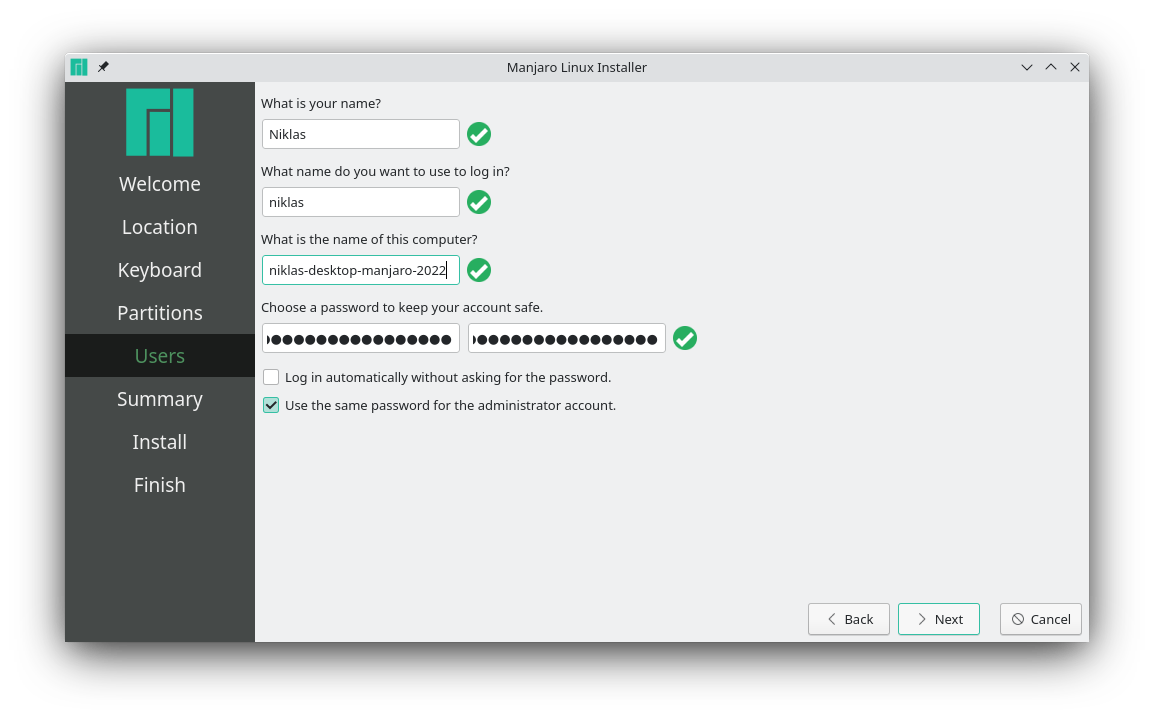 Manjaro Linux Installer
Welcome
Location
Keyboard
Partitions
Users
Summary
Install
Finish
What is your name?
Niklas
What name do you want to use to log in?
niklas
What is the name of this computer?
niklas-desktop-manjaro-2022
Choose a password to keep your account safe.
Log in automatically without asking for the password.
Use the same password for the administrator account.
Back Next Cancel